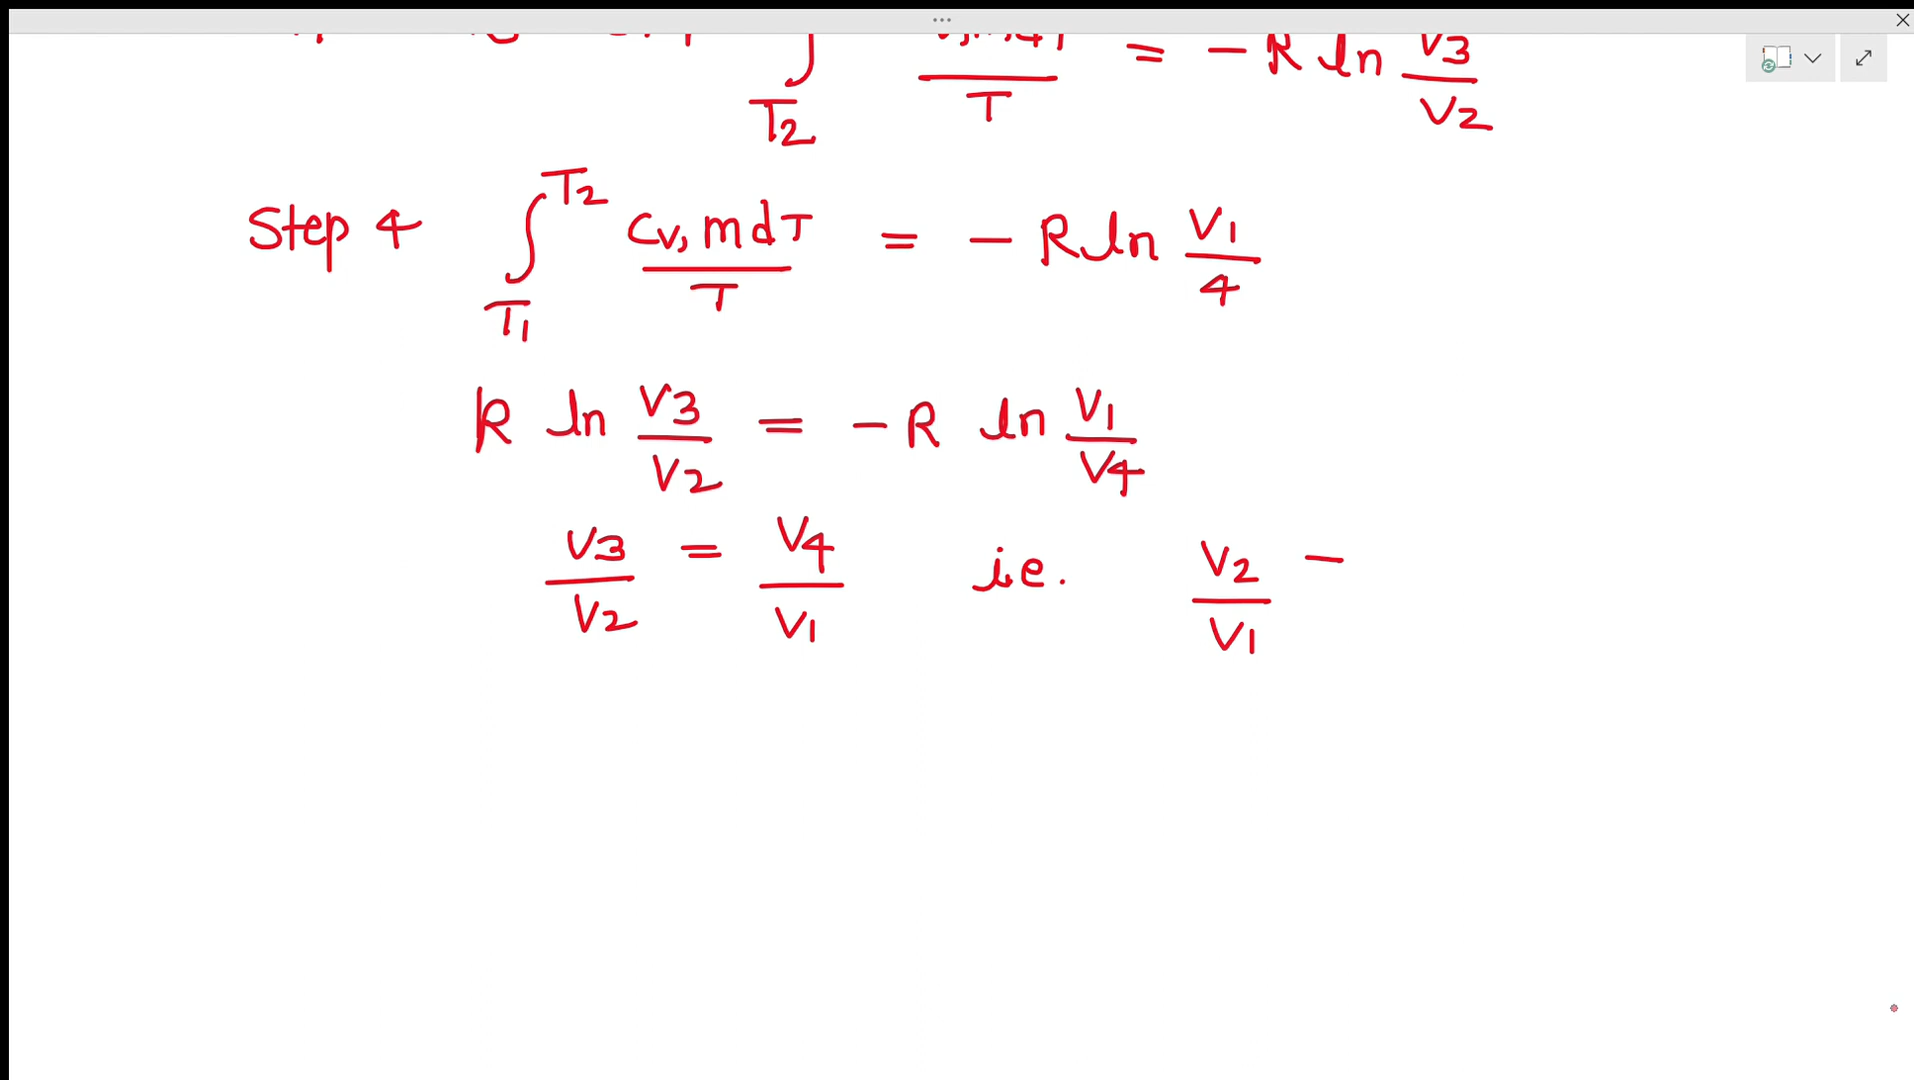 ∫ T2 T = - R ln V3/V2
Step 4 ∫ T1 T2 Cv,m dT / T = - R ln V1/4
R ln V3/V2 = - R ln V1/V4
V3/V2 = V4/V1 i.e. V2/V1 -